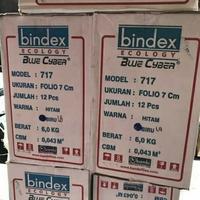 bindex
ECOLOGY
BLUE CYBER
MODEL : 717
UKURAN : FOLIO 7 Cm
JUMLAH : 12 Pcs
WARNA : HITAM
BERAT : 6,0 KG
CBM : 0,043 M³
bindex
ECOLOGY
BLUE CYBER
MODEL : 717
UKURAN : FOLIO 7 Cm
JUMLAH : 12 Pcs
WARNA : HITAM
BERAT : 6,0 KG
CBM : 0,043 M³